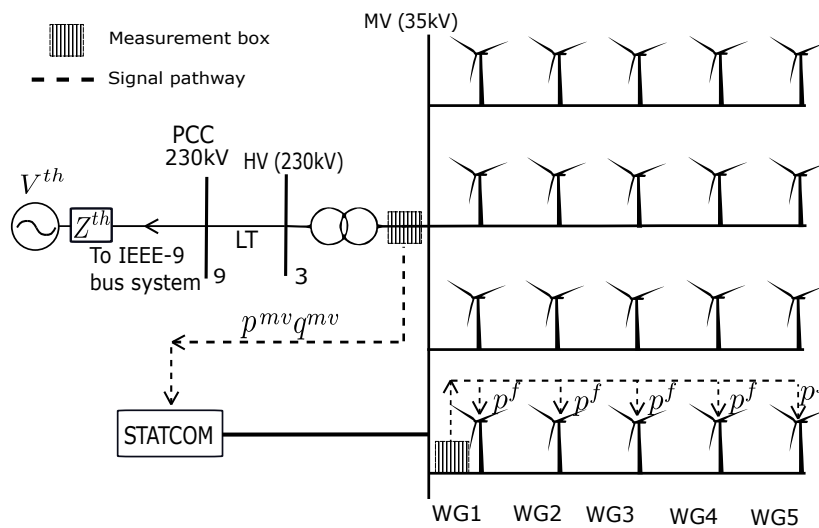 MV (35kV)
Measurement box
Signal pathway
PCC
230kV
HV (230kV)
V^{th}
Z^{th}
LT
To IEEE-9
bus system
9
3
p^{mv}q^{mv}
STATCOM
p^f
p^f
p^f
p^f
WG1
WG2
WG3
WG4
WG5